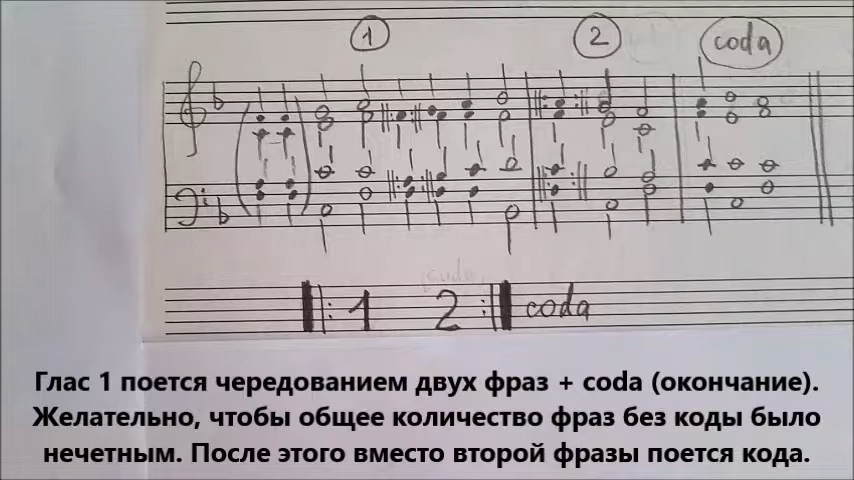 1 2 coda
1 2 coda
Глас 1 поется чередованием двух фраз + coda (окончание).
Желательно, чтобы общее количество фраз без коды было
нечетным. После этого вместо второй фразы поется кода.